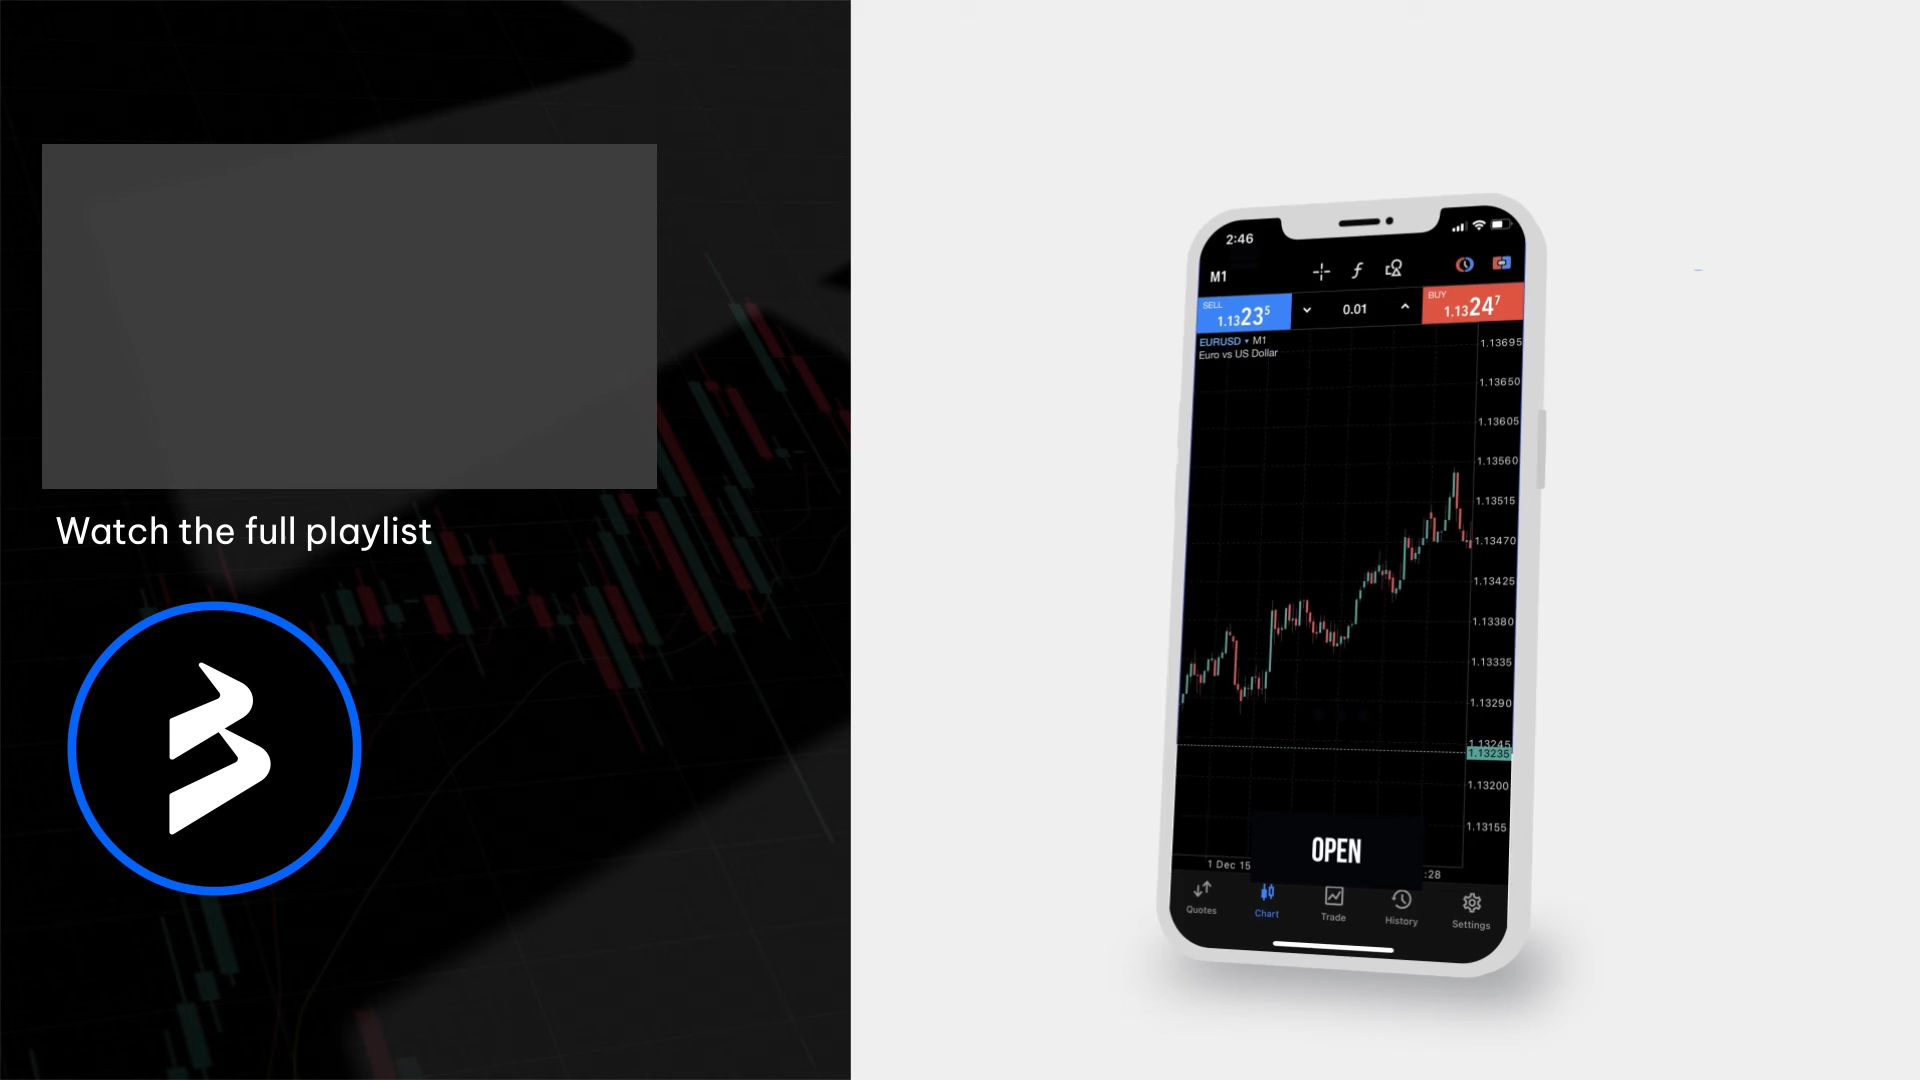 Watch the full playlist
2:46
M1
SELL
1.13235
0.01
BUY
1.13247
EURUSD • M1
Euro vs US Dollar
1.13695
1.13650
1.13605
1.13560
1.13515
1.13470
1.13425
1.13380
1.13335
1.13290
1.13245
1.13235
1.13200
1.13155
OPEN
1 Dec 15
:28
Quotes
Chart
Trade
History
Settings